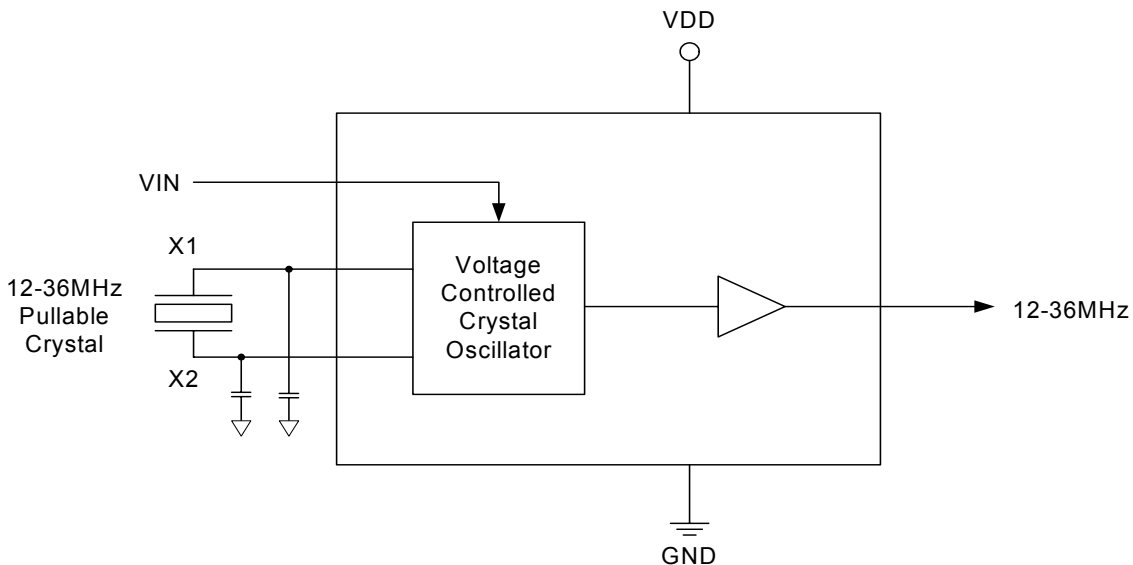 VDD
VIN
X1
12-36MHz
Pullable
Crystal
X2
Voltage
Controlled
Crystal
Oscillator
12-36MHz
GND